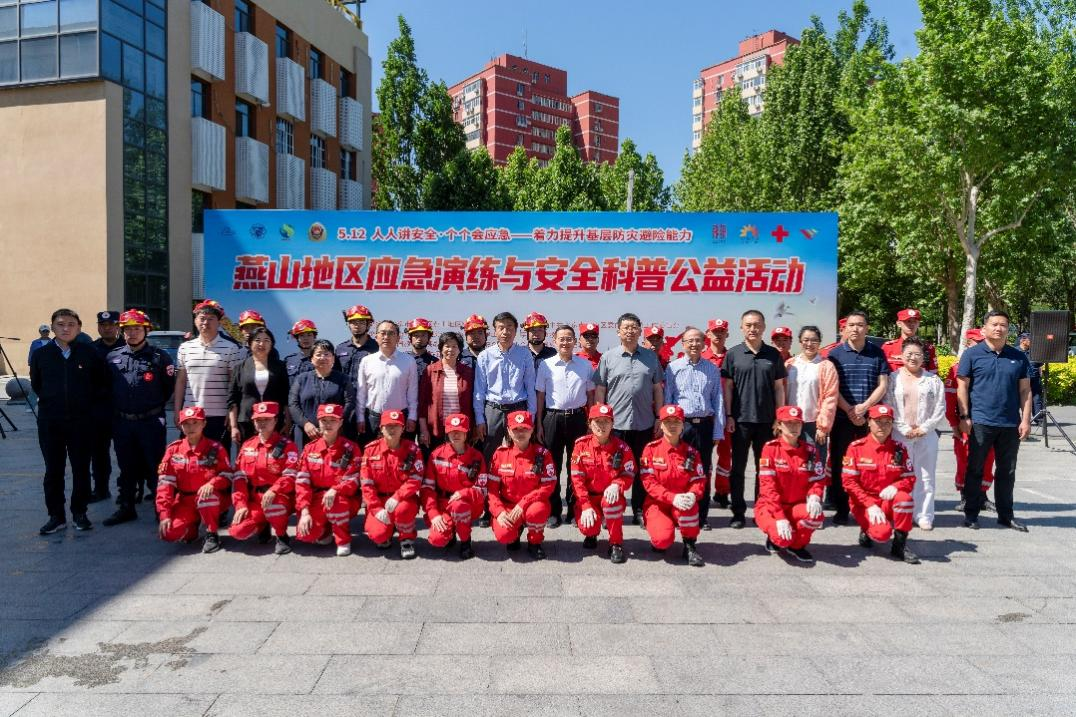 5.12 人人讲安全·个个会应急——着力提升基层防灾避险能力
燕山地区应急演练与安全科普公益活动